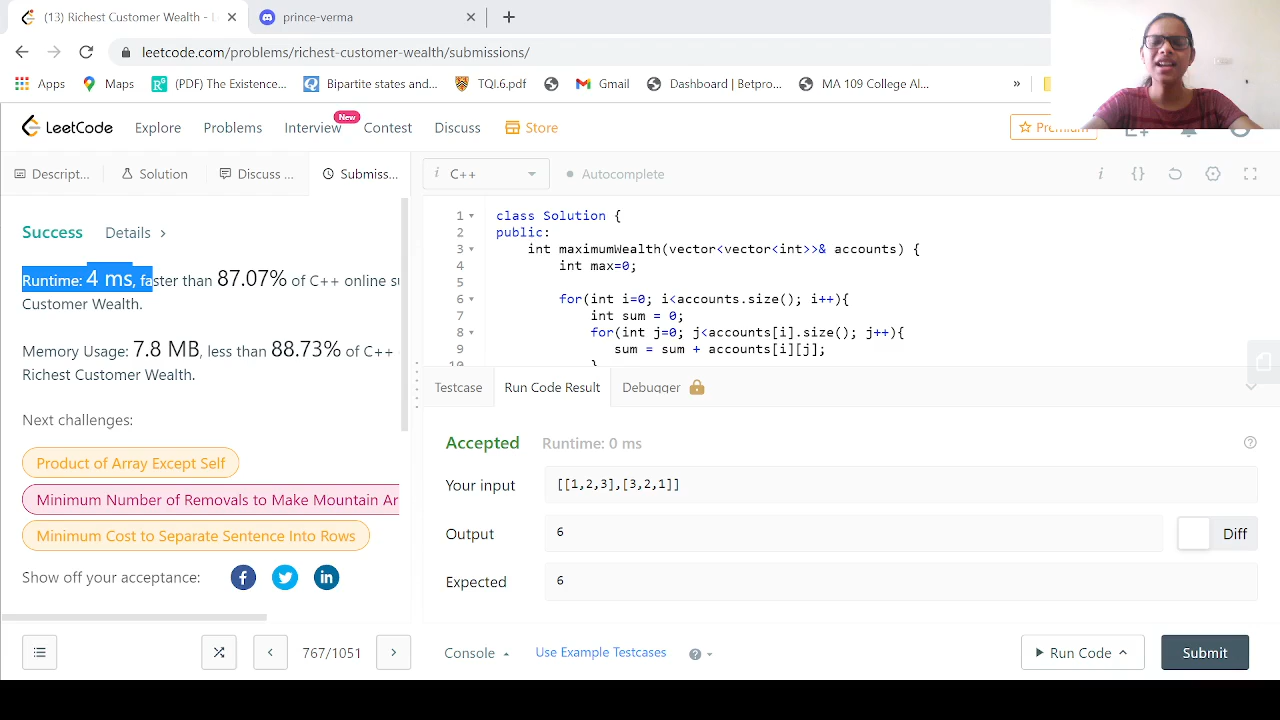 (13) Richest Customer Wealth - L
prince-verma
leetcode.com/problems/richest-customer-wealth/submissions/
Apps
Maps
(PDF) The Existence...
Bipartite states and...
TQI.6.pdf
Gmail
Dashboard | Betpro...
MA 109 College Al...
»
LeetCode
Explore
Problems
Interview
New
Contest
Discuss
Store
Premium
Descript...
Solution
Discuss ...
Submiss...
i C++
Autocomplete
i {}
Success Details >
Runtime: 4 ms, faster than 87.07% of C++ online su
Customer Wealth.
Memory Usage: 7.8 MB, less than 88.73% of C++
Richest Customer Wealth.
Next challenges:
Product of Array Except Self
Minimum Number of Removals to Make Mountain Ar
Minimum Cost to Separate Sentence Into Rows
Show off your acceptance:
767/1051
1 class Solution {
2 public:
3 int maximumWealth(vector<vector<int>>& accounts) {
4 int max=0;
5
6 for(int i=0; i<accounts.size(); i++){
7 int sum = 0;
8 for(int j=0; j<accounts[i].size(); j++){
9 sum = sum + accounts[i][j];
10 }
Testcase Run Code Result Debugger
Accepted Runtime: 0 ms
Your input [[1,2,3],[3,2,1]]
Output 6
Diff
Expected 6
Console Use Example Testcases
Run Code
Submit